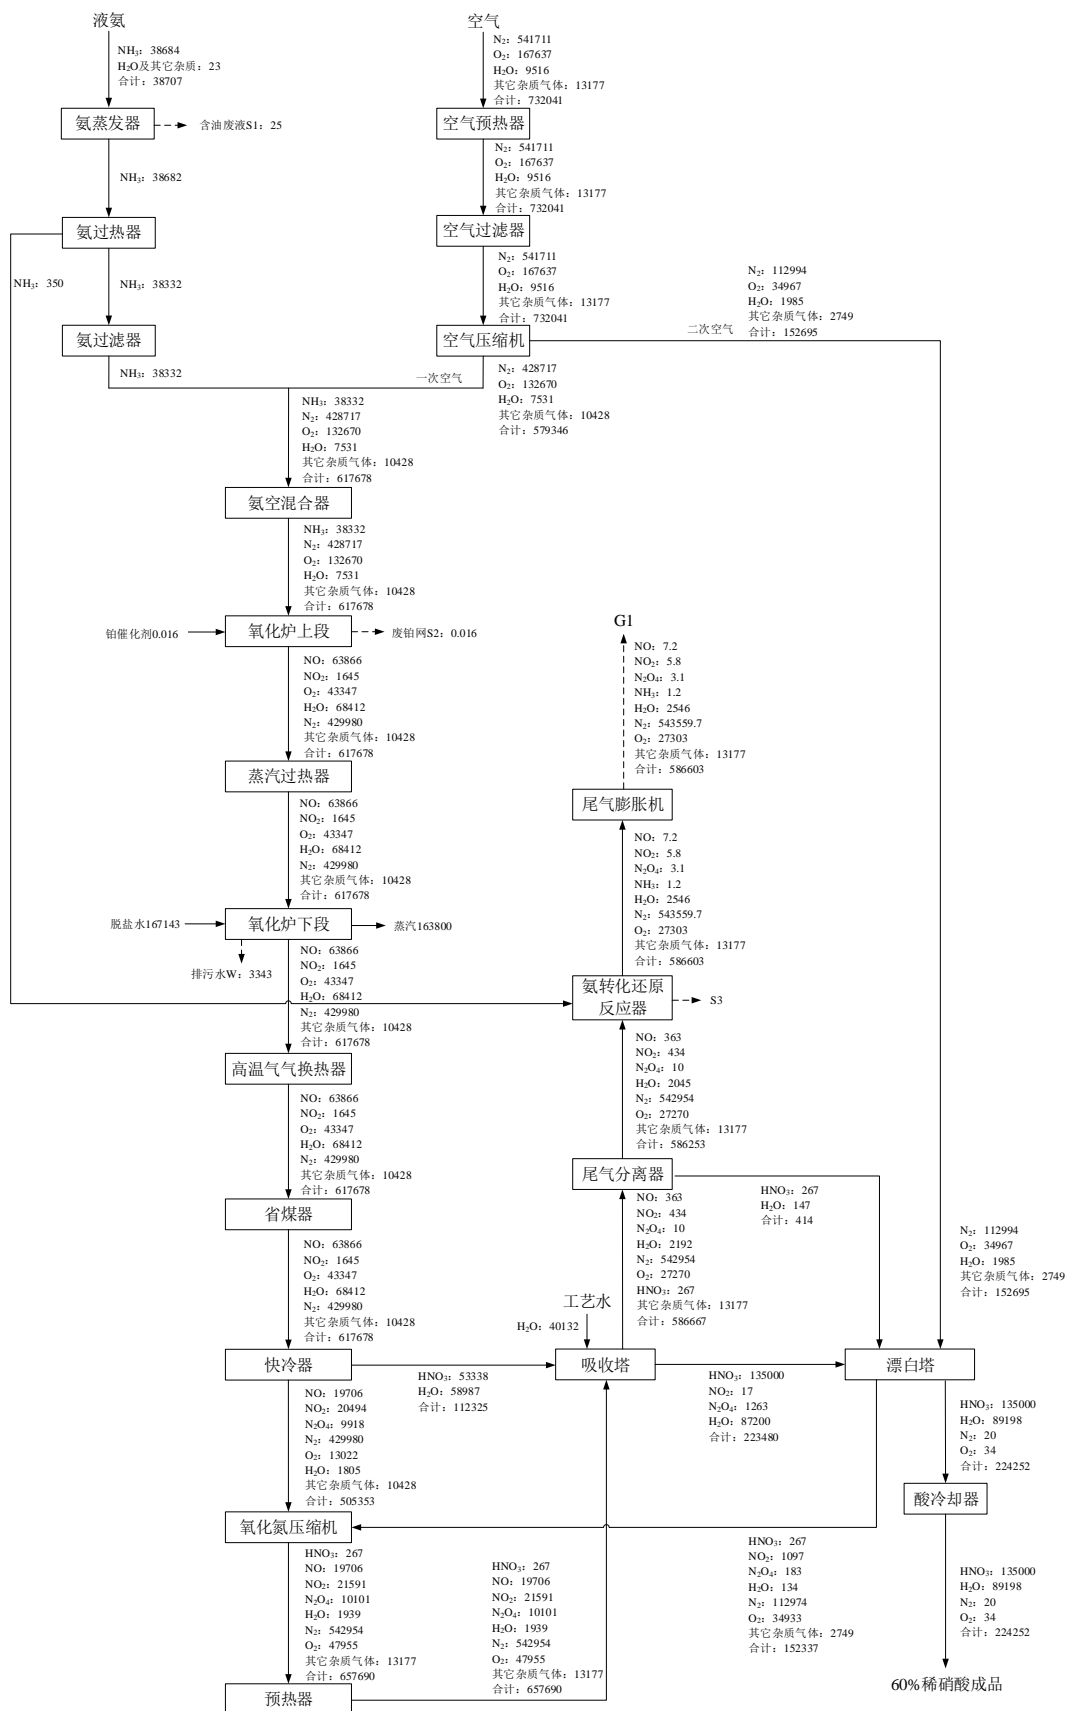 液氨
NH₃：38684
H₂O及其它杂质：23
合计：38707
氨蒸发器
含油废液S1：25
NH₃：38682
氨过热器
NH₃：350
NH₃：38332
氨过滤器
NH₃：38332
空气
N₂：541711
O₂：167637
H₂O：9516
其它杂质气体：13177
合计：732041
空气预热器
N₂：541711
O₂：167637
H₂O：9516
其它杂质气体：13177
合计：732041
空气过滤器
N₂：541711
O₂：167637
H₂O：9516
其它杂质气体：13177
合计：732041
空气压缩机
二次空气
N₂：112994
O₂：34967
H₂O：1985
其它杂质气体：2749
合计：152695
一次空气
N₂：428717
O₂：132670
H₂O：7531
其它杂质气体：10428
合计：579346
NH₃：38332
N₂：428717
O₂：132670
H₂O：7531
其它杂质气体：10428
合计：617678
氨空混合器
NH₃：38332
N₂：428717
O₂：132670
H₂O：7531
其它杂质气体：10428
合计：617678
铂催化剂0.016
氧化炉上段
废铂网S2：0.016
NO：63866
NO₂：1645
O₂：43347
H₂O：68412
N₂：429980
其它杂质气体：10428
合计：617678
蒸汽过热器
NO：63866
NO₂：1645
O₂：43347
H₂O：68412
N₂：429980
其它杂质气体：10428
合计：617678
脱盐水167143
氧化炉下段
蒸汽163800
排污水W：3343
NO：63866
NO₂：1645
O₂：43347
H₂O：68412
N₂：429980
其它杂质气体：10428
合计：617678
高温气气换热器
NO：63866
NO₂：1645
O₂：43347
H₂O：68412
N₂：429980
其它杂质气体：10428
合计：617678
省煤器
NO：63866
NO₂：1645
O₂：43347
H₂O：68412
N₂：429980
其它杂质气体：10428
合计：617678
快冷器
HNO₃：53338
H₂O：58987
合计：112325
NO：19706
NO₂：20494
N₂O₄：9918
N₂：429980
O₂：13022
H₂O：1805
其它杂质气体：10428
合计：505353
氧化氮压缩机
HNO₃：267
NO：19706
NO₂：21591
N₂O₄：10101
H₂O：1939
N₂：542954
O₂：47955
其它杂质气体：13177
合计：657690
预热器
HNO₃：267
NO：19706
NO₂：21591
N₂O₄：10101
H₂O：1939
N₂：542954
O₂：47955
其它杂质气体：13177
合计：657690
G1
NO：7.2
NO₂：5.8
N₂O₄：3.1
NH₃：1.2
H₂O：2546
N₂：543559.7
O₂：27303
其它杂质气体：13177
合计：586603
尾气膨胀机
NO：7.2
NO₂：5.8
N₂O₄：3.1
NH₃：1.2
H₂O：2546
N₂：543559.7
O₂：27303
其它杂质气体：13177
合计：586603
氨转化还原
反应器
S3
NO：363
NO₂：434
N₂O₄：10
H₂O：2045
N₂：542954
O₂：27270
其它杂质气体：13177
合计：586253
尾气分离器
HNO₃：267
H₂O：147
合计：414
NO：363
NO₂：434
N₂O₄：10
H₂O：2192
N₂：542954
O₂：27270
HNO₃：267
其它杂质气体：13177
合计：586667
工艺水
H₂O：40132
吸收塔
HNO₃：135000
NO₂：17
N₂O₄：1263
H₂O：87200
合计：223480
N₂：112994
O₂：34967
H₂O：1985
其它杂质气体：2749
合计：152695
漂白塔
HNO₃：135000
H₂O：89198
N₂：20
O₂：34
合计：224252
酸冷却器
HNO₃：267
NO₂：1097
N₂O₄：183
H₂O：134
N₂：112974
O₂：34933
其它杂质气体：2749
合计：152337
HNO₃：135000
H₂O：89198
N₂：20
O₂：34
合计：224252
60%稀硝酸成品